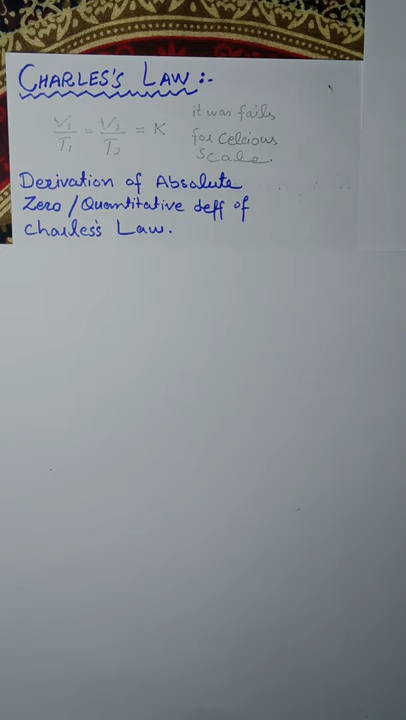 CHARLES'S LAW :-
V₁/T₁ = V₂/T₂ = K
it was fails
for Celcious
Scale.
Derivation of Absolute
Zero / Quantitative deff of
Charles's Law.